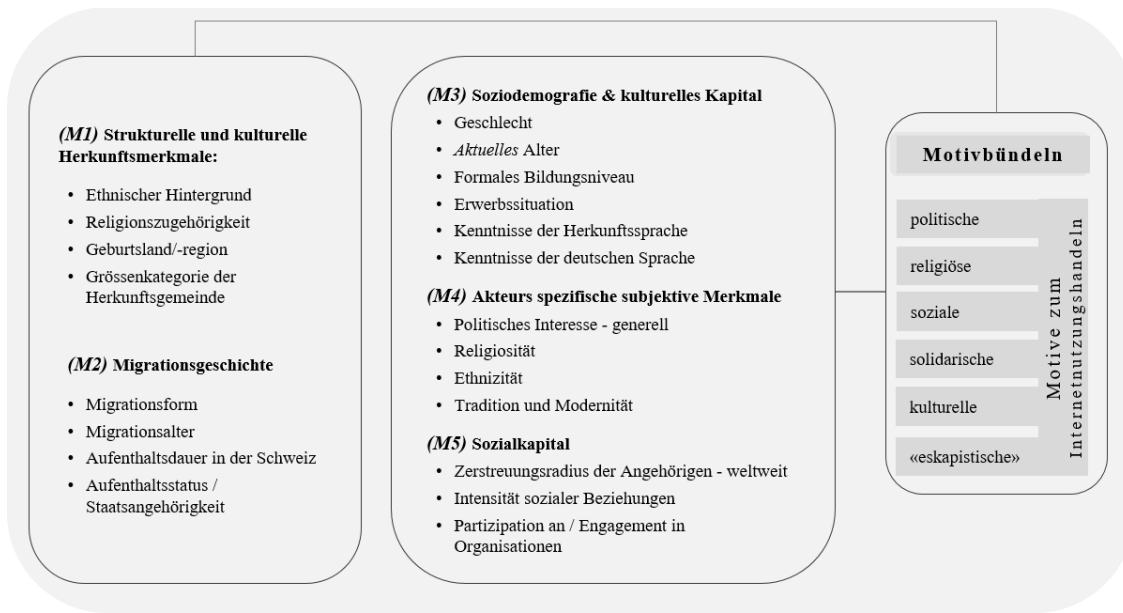 (M1) Strukturelle und kulturelle
Herkunftsmerkmale:
• Ethnischer Hintergrund
• Religionszugehörigkeit
• Geburtsland/-region
• Grössenkategorie der
Herkunftsgemeinde
(M2) Migrationsgeschichte
• Migrationsform
• Migrationsalter
• Aufenthaltsdauer in der Schweiz
• Aufenthaltsstatus /
Staatsangehörigkeit
(M3) Soziodemografie & kulturelles Kapital
• Geschlecht
• Aktuelles Alter
• Formales Bildungsniveau
• Erwerbssituation
• Kenntnisse der Herkunftssprache
• Kenntnisse der deutschen Sprache
(M4) Akteurs spezifische subjektive Merkmale
• Politisches Interesse - generell
• Religiosität
• Ethnizität
• Tradition und Modernität
(M5) Sozialkapital
• Zerstreuungsradius der Angehörigen - weltweit
• Intensität sozialer Beziehungen
• Partizipation an / Engagement in
Organisationen
Motivbündeln
politische
religiöse
soziale
solidarische
kulturelle
«eskapistische»
Motive zum
Internetnutzungshandeln